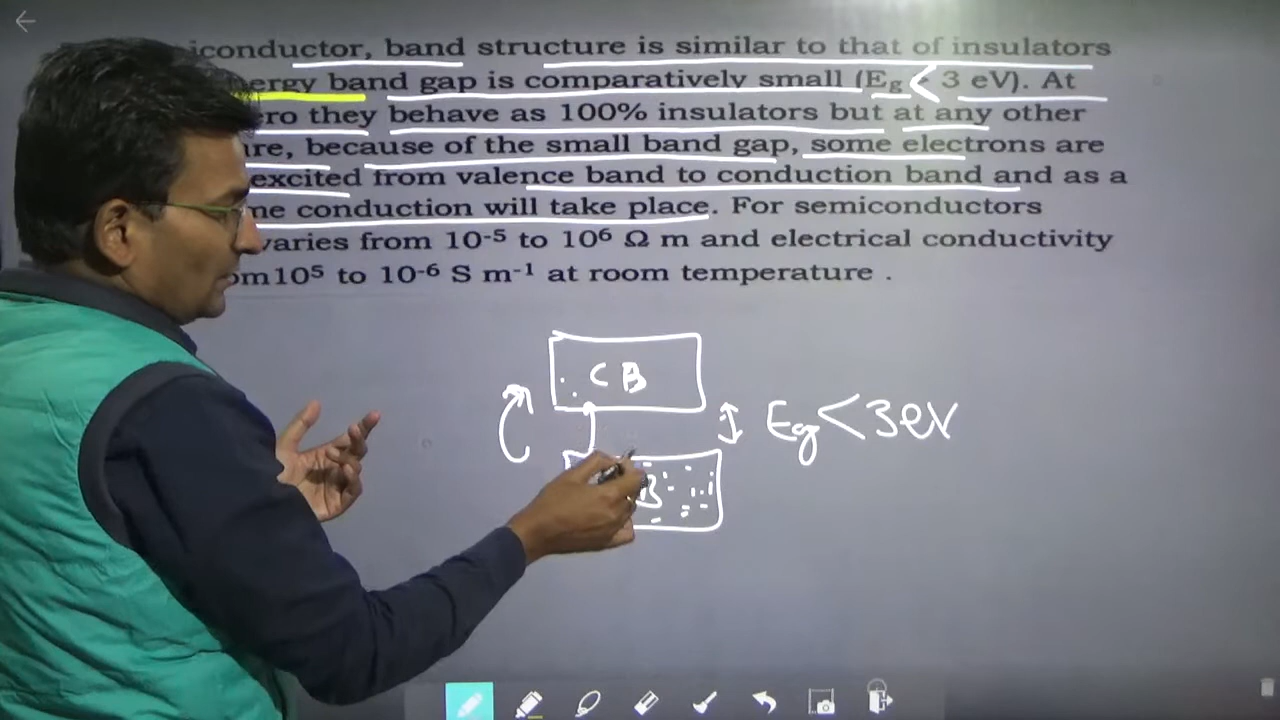 iconductor, band structure is similar to that of insulators
ergy band gap is comparatively small (Eg < 3 eV). At
ero they behave as 100% insulators but at any other
re, because of the small band gap, some electrons are
excited from valence band to conduction band and as a
me conduction will take place. For semiconductors
varies from 10-5 to 10⁶ Ω m and electrical conductivity
om10⁵ to 10-6 S m-1 at room temperature .
CB
Eg<3eV
B